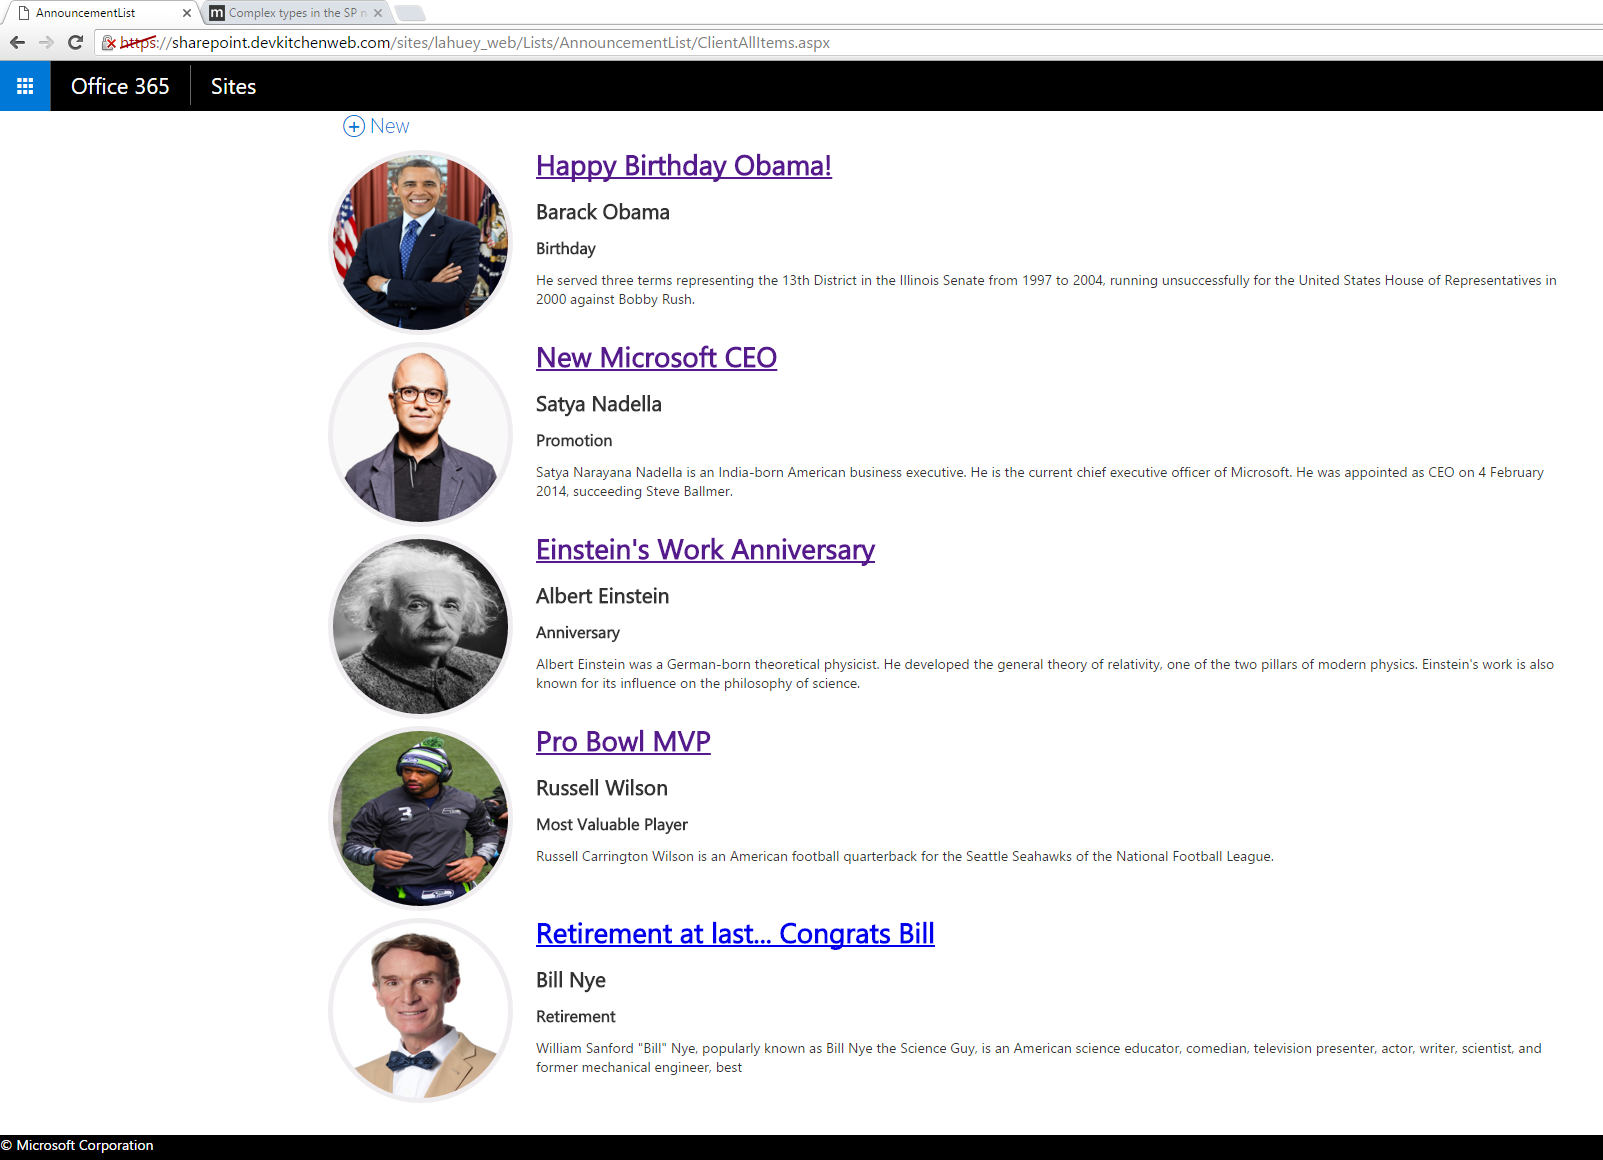 AnnouncementList
Complex types in the SP n
https://sharepoint.devkitchenweb.com/sites/lahuey_web/Lists/AnnouncementList/ClientAllItems.aspx
Office 365
Sites
New
Happy Birthday Obama!
Barack Obama
Birthday
He served three terms representing the 13th District in the Illinois Senate from 1997 to 2004, running unsuccessfully for the United States House of Representatives in
2000 against Bobby Rush.
New Microsoft CEO
Satya Nadella
Promotion
Satya Narayana Nadella is an India-born American business executive. He is the current chief executive officer of Microsoft. He was appointed as CEO on 4 February
2014, succeeding Steve Ballmer.
Einstein's Work Anniversary
Albert Einstein
Anniversary
Albert Einstein was a German-born theoretical physicist. He developed the general theory of relativity, one of the two pillars of modern physics. Einstein's work is also
known for its influence on the philosophy of science.
Pro Bowl MVP
3
Russell Wilson
Most Valuable Player
Russell Carrington Wilson is an American football quarterback for the Seattle Seahawks of the National Football League.
Retirement at last... Congrats Bill
Bill Nye
Retirement
William Sanford "Bill" Nye, popularly known as Bill Nye the Science Guy, is an American science educator, comedian, television presenter, actor, writer, scientist, and
former mechanical engineer, best
© Microsoft Corporation